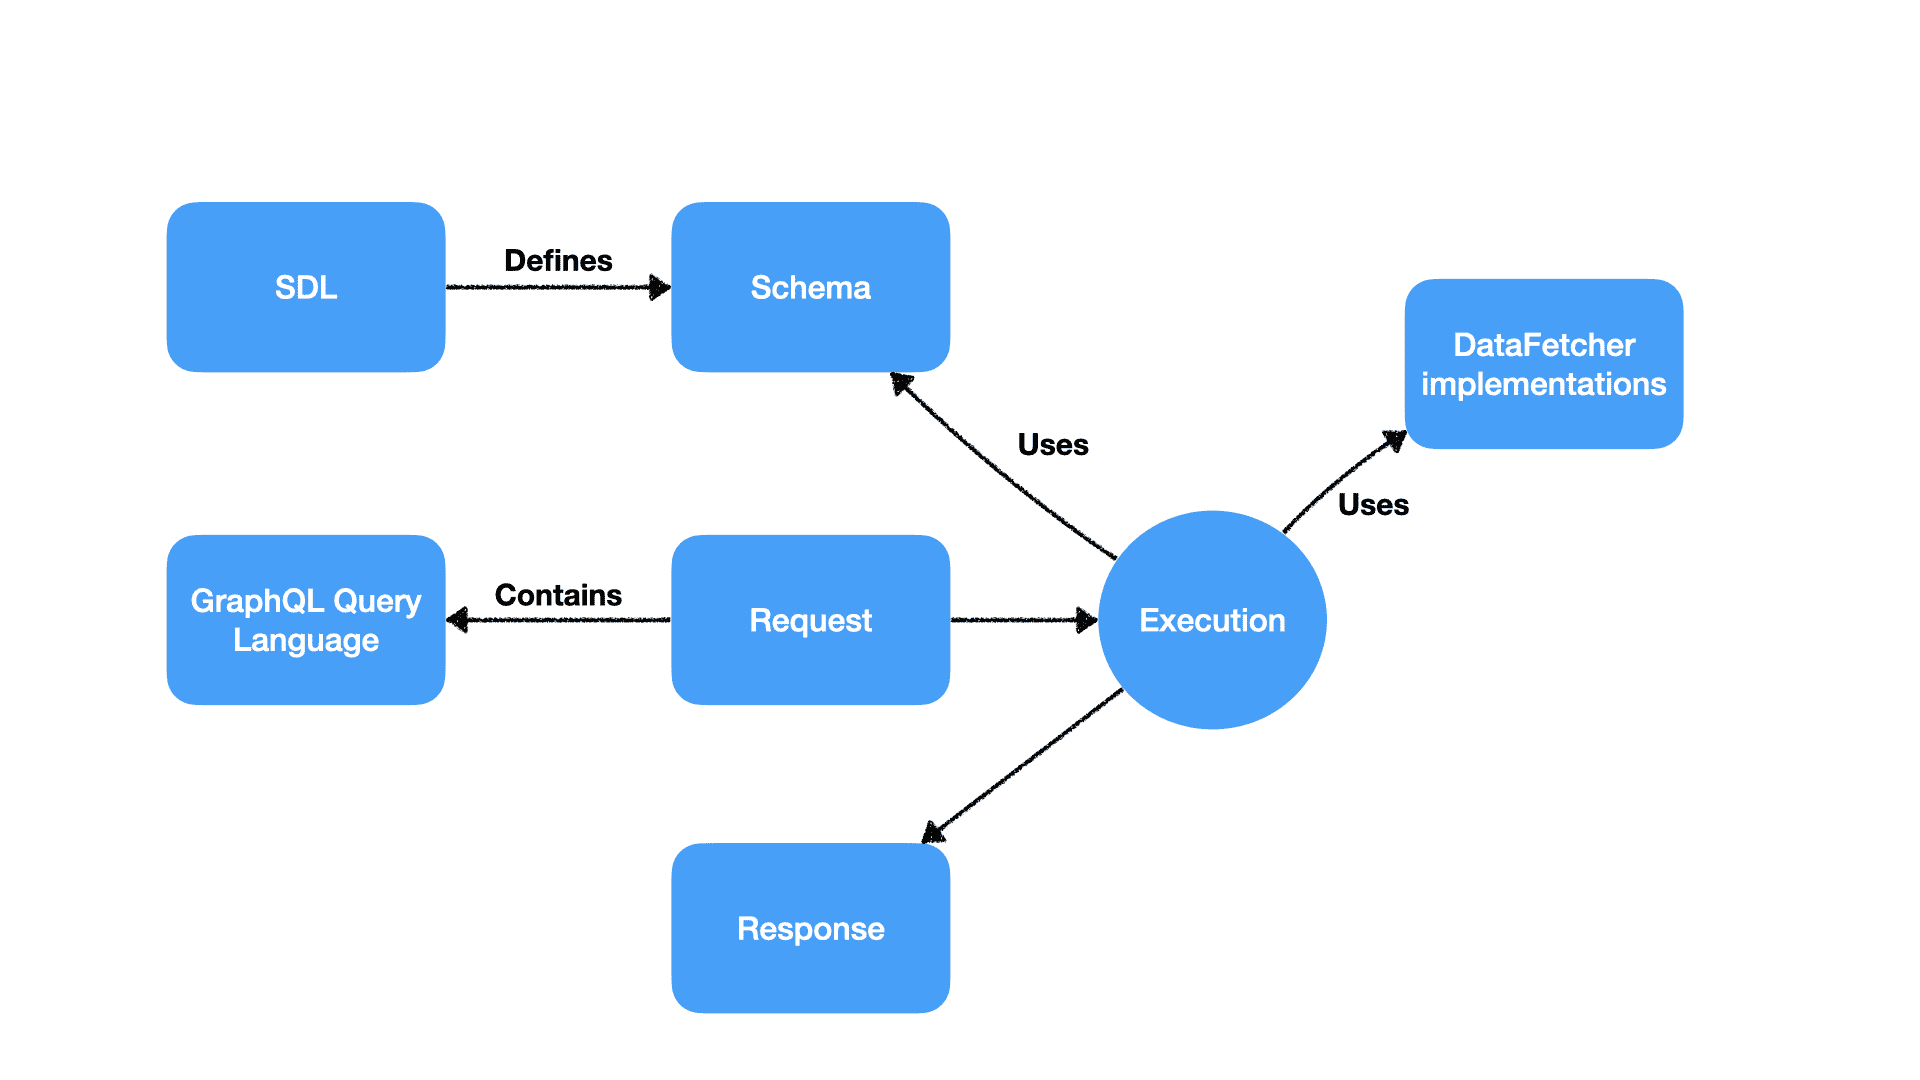 SDL
Defines
Schema
DataFetcher
implementations
Uses
Uses
GraphQL Query
Language
Contains
Request
Execution
Response